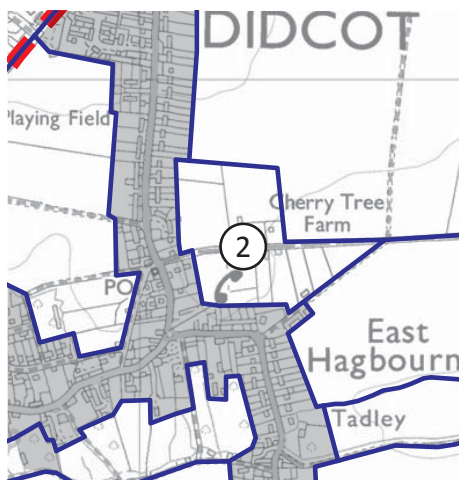 DIDCOT
Playing Field
Cherry Tree
Farm
2
PO
East
Hagbourn
Tadley